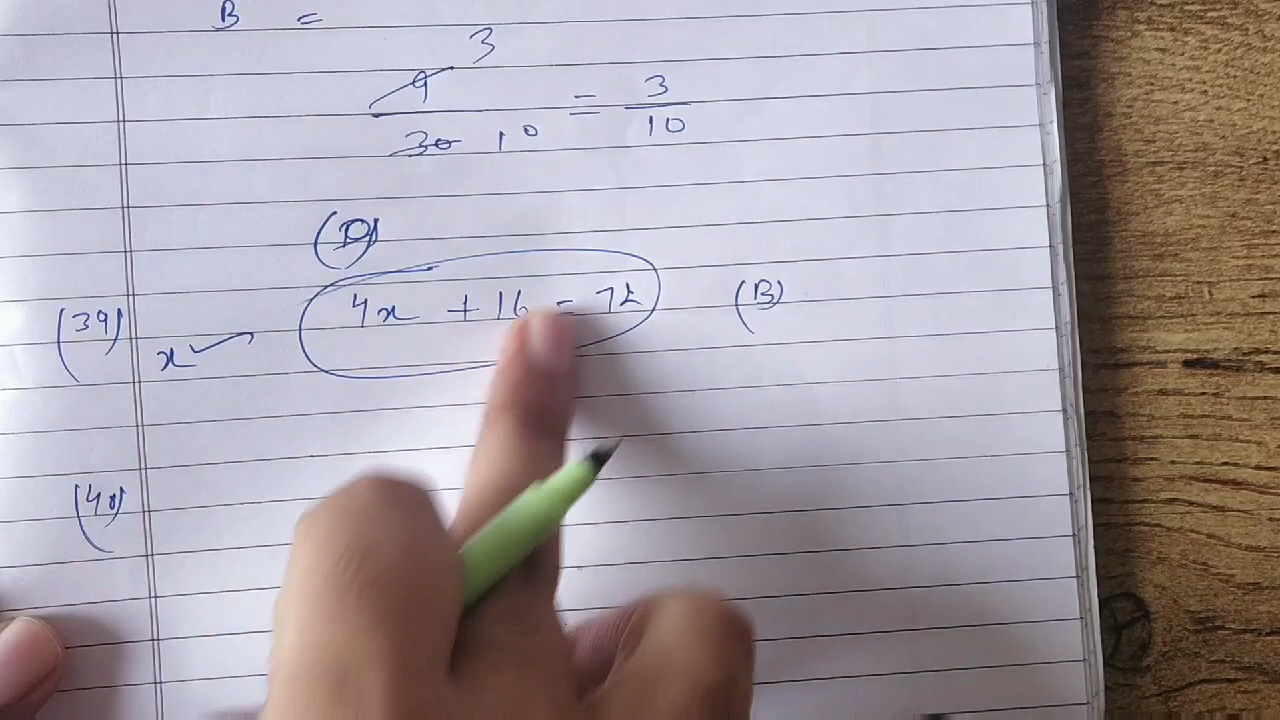 B =
9 3
30 10 = 3/10
(D)
(39) x 4x + 16 = 72 (B)
(40)